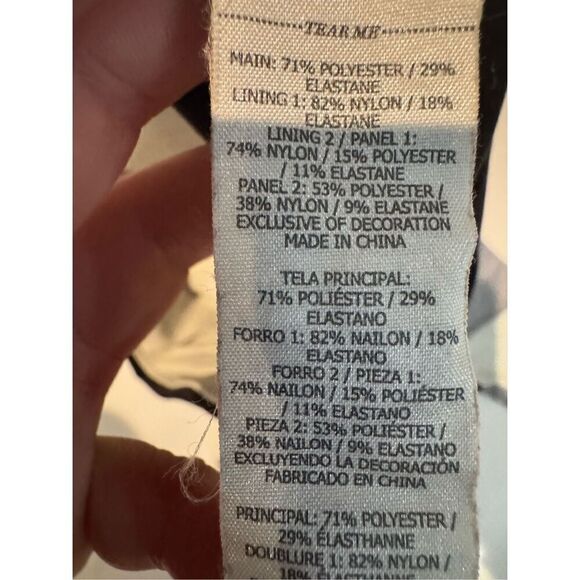 TEAR ME
MAIN: 71% POLYESTER / 29%
ELASTANE
LINING 1: 82% NYLON / 18%
ELASTANE
LINING 2 / PANEL 1:
74% NYLON / 15% POLYESTER
/ 11% ELASTANE
PANEL 2: 53% POLYESTER /
38% NYLON / 9% ELASTANE
EXCLUSIVE OF DECORATION
MADE IN CHINA
TELA PRINCIPAL:
71% POLIÉSTER / 29%
ELASTANO
FORRO 1: 82% NAILON / 18%
ELASTANO
FORRO 2 / PIEZA 1:
74% NAILON / 15% POLIÉSTER
/ 11% ELASTANO
PIEZA 2: 53% POLIÉSTER /
38% NAILON / 9% ELASTANO
EXCLUYENDO LA DECORACIÓN
FABRICADO EN CHINA
PRINCIPAL: 71% POLYESTER /
29% ÉLASTHANNE
DOUBLURE 1: 82% NYLON /
18% ÉLASTHANNE